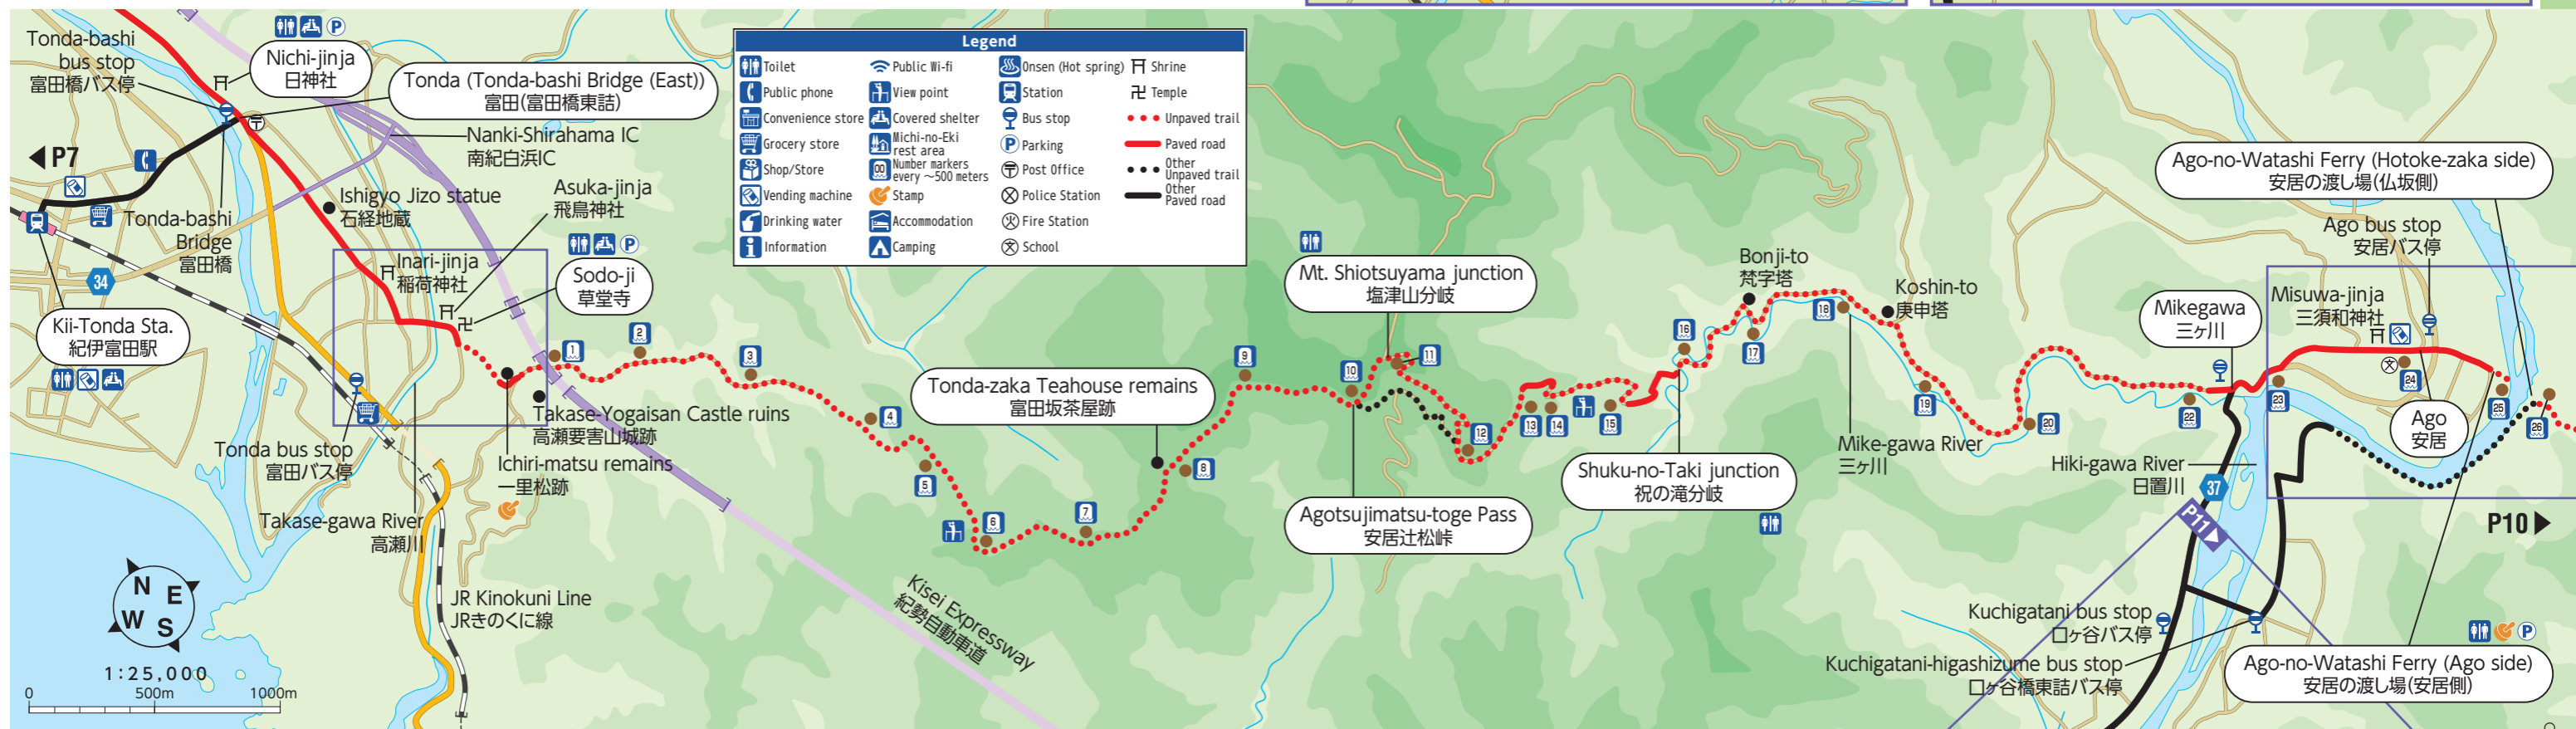 Tonda-bashi
bus stop
富田橋バス停
Nichi-jinja
日神社
Tonda (Tonda-bashi Bridge (East))
富田(富田橋東詰)
Nanki-Shirahama IC
南紀白浜IC
P7
Ishigyo Jizo statue
石経地蔵
Asuka-jinja
飛鳥神社
Tonda-bashi
Bridge
富田橋
Inari-jinja
稲荷神社
Sodo-ji
草堂寺
34
Kii-Tonda Sta.
紀伊富田駅
Takase-Yogaisan Castle ruins
高瀬要害山城跡
Tonda bus stop
富田バス停
Ichiri-matsu remains
一里松跡
Takase-gawa River
高瀬川
JR Kinokuni Line
JRきのくに線
N
E
W
S
1:25,000
0
500m
1000m
Legend
Toilet
Public phone
Convenience store
Grocery store
Shop/Store
Vending machine
Drinking water
Information
Public Wi-fi
View point
Covered shelter
Michi-no-Eki
rest area
00
Number markers
every ~500 meters
Stamp
Accommodation
Camping
Onsen (Hot spring)
Station
Bus stop
P
Parking
Post Office
Police Station
Fire Station
文
School
Shrine
Temple
Unpaved trail
Paved road
Other
Unpaved trail
Other
Paved road
P
P
1
2
3
4
5
6
7
8
9
10
11
12
13
14
15
16
17
18
19
20
22
23
24
25
26
Tonda-zaka Teahouse remains
富田坂茶屋跡
Kisei Expressway
紀勢自動車道
Mt. Shiotsuyama junction
塩津山分岐
Agotsujimatsu-toge Pass
安居辻松峠
Shuku-no-Taki junction
祝の滝分岐
Bonji-to
梵字塔
Koshin-to
庚申塔
Mike-gawa River
三ヶ川
Mikegawa
三ヶ川
Hiki-gawa River
日置川
37
P11
Ago-no-Watashi Ferry (Hotoke-zaka side)
安居の渡し場(仏坂側)
Ago bus stop
安居バス停
Misuwa-jinja
三須和神社
文
Ago
安居
P10
Kuchigatani bus stop
口ヶ谷バス停
Kuchigatani-higashizume bus stop
口ヶ谷橋東詰バス停
P
Ago-no-Watashi Ferry (Ago side)
安居の渡し場(安居側)